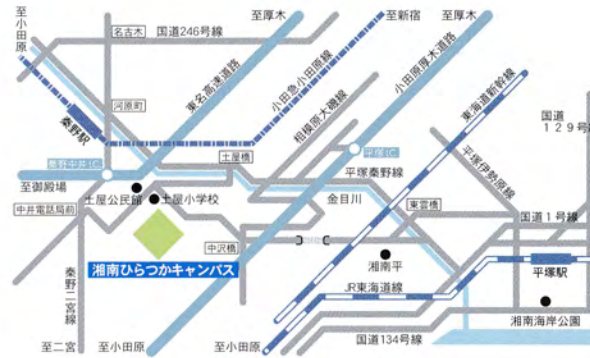 至小田原
名古木
国道246号線
至厚木
至新宿
至厚木
東名高速道路
小田急小田原線
小田原厚木道路
東海道新幹線
相模原大磯線
河原町
秦野駅
国道
129号線
土屋橋
平塚IC
平塚伊勢原線
秦野中井IC
至御殿場
土屋公民館
土屋小学校
平塚秦野線
金目川
東雲橋
国道1号線
中井電話局前
中沢橋
湘南ひらつかキャンパス
秦野二宮線
湘南平
平塚駅
JR東海道線
湘南海岸公園
至二宮
至小田原
至小田原
国道134号線